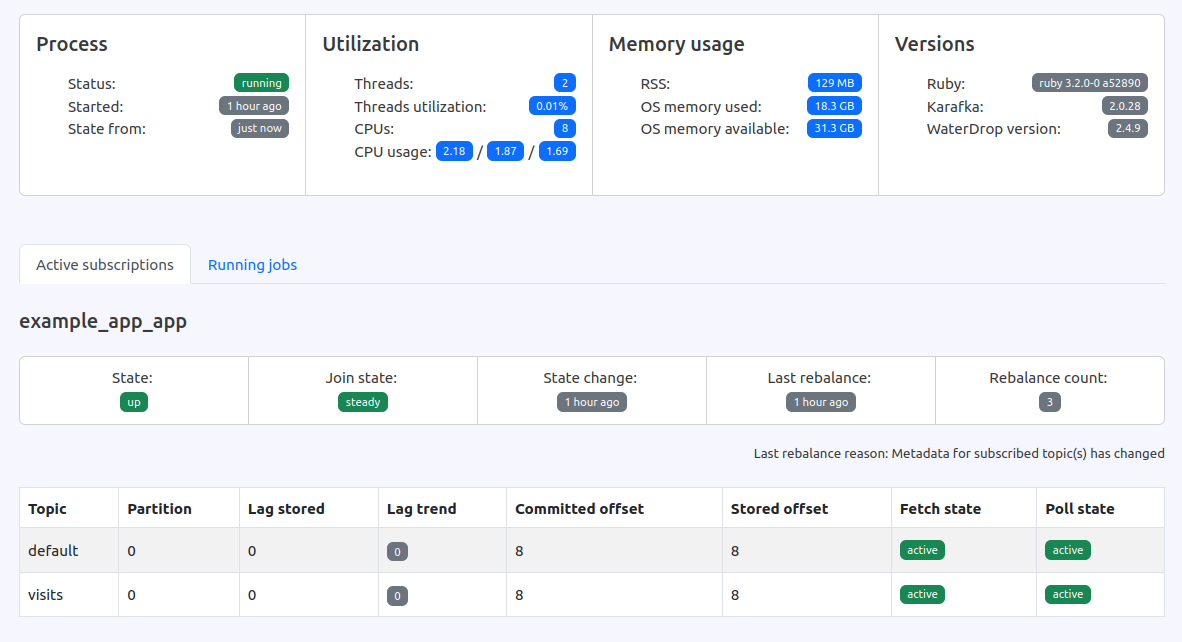 Process
Status: running
Started: 1 hour ago
State from: just now
Utilization
Threads: 2
Threads utilization: 0.01%
CPUs: 8
CPU usage: 2.18 / 1.87 / 1.69
Memory usage
RSS: 129 MB
OS memory used: 18.3 GB
OS memory available: 31.3 GB
Versions
Ruby: ruby 3.2.0-0 a52890
Karafka: 2.0.28
WaterDrop version: 2.4.9
Active subscriptions Running jobs
example_app_app
State: Join state: State change: Last rebalance: Rebalance count:
up steady 1 hour ago 1 hour ago 3
Last rebalance reason: Metadata for subscribed topic(s) has changed
Topic Partition Lag stored Lag trend Committed offset Stored offset Fetch state Poll state
default 0 0 0 8 8 active active
visits 0 0 0 8 8 active active